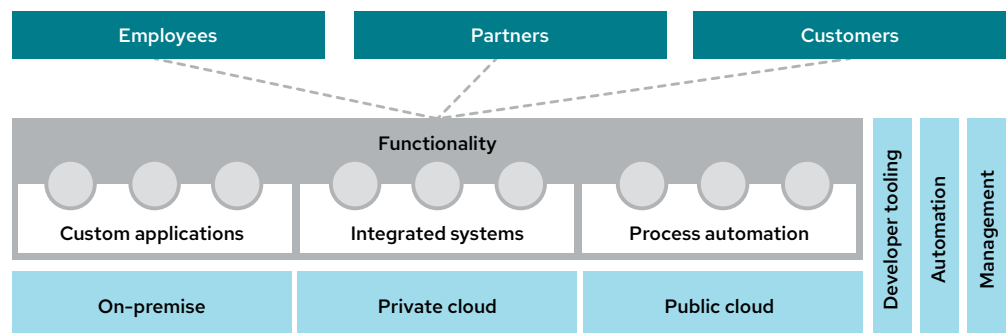 Employees
Partners
Customers
Functionality
Custom applications
Integrated systems
Process automation
On-premise
Private cloud
Public cloud
Developer tooling
Automation
Management